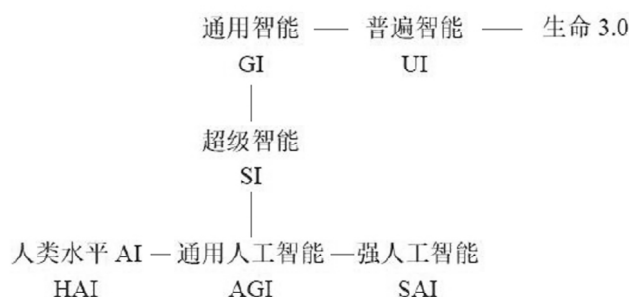 通用智能 — 普遍智能 — 生命 3.0
GI UI
超级智能
SI
人类水平 AI — 通用人工智能 — 强人工智能
HAI AGI SAI